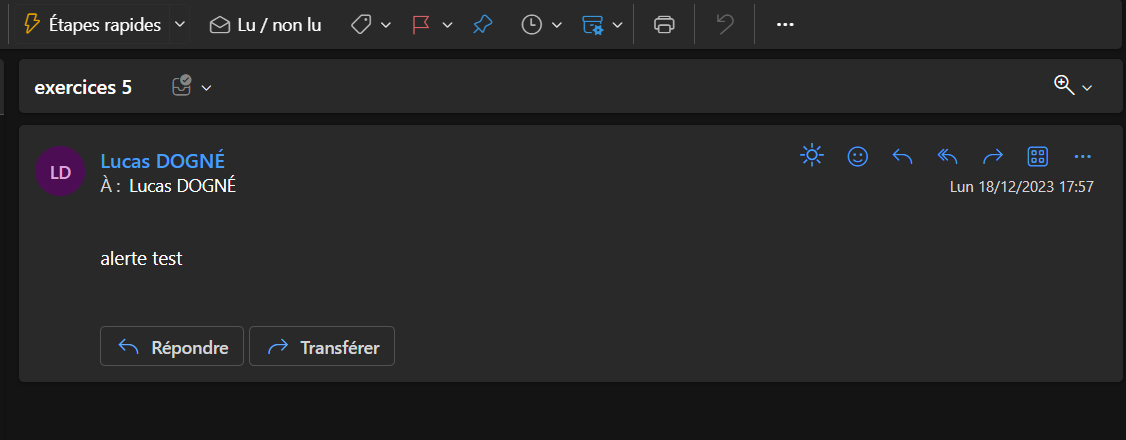 Étapes rapides Lu / non lu
exercices 5
LD
Lucas DOGNÉ
À : Lucas DOGNÉ
Lun 18/12/2023 17:57
alerte test
Répondre Transférer